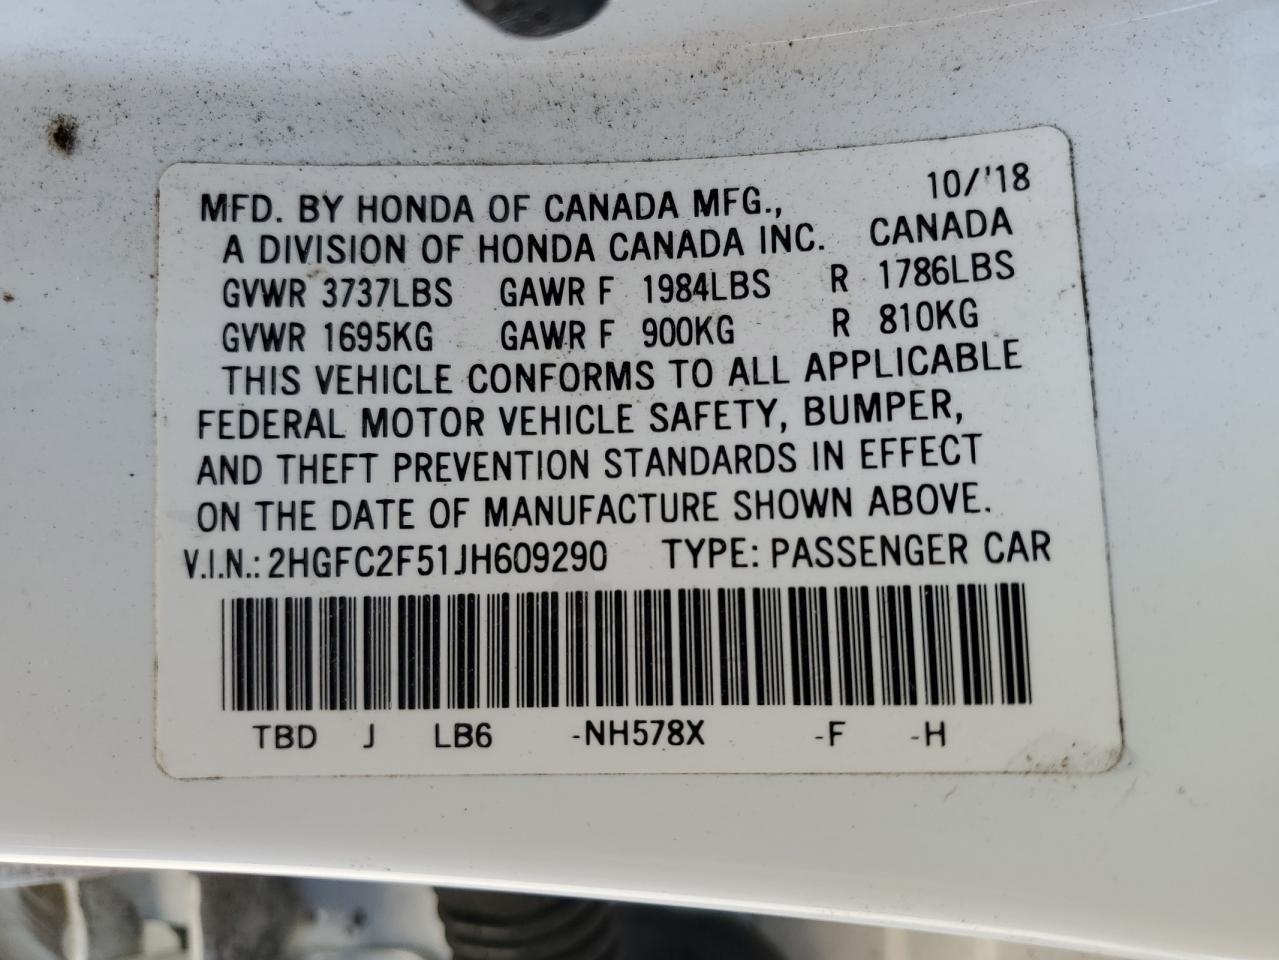 MFD. BY HONDA OF CANADA MFG., 10/'18
A DIVISION OF HONDA CANADA INC. CANADA
GVWR 3737LBS GAWR F 1984LBS R 1786LBS
GVWR 1695KG GAWR F 900KG R 810KG
THIS VEHICLE CONFORMS TO ALL APPLICABLE
FEDERAL MOTOR VEHICLE SAFETY, BUMPER,
AND THEFT PREVENTION STANDARDS IN EFFECT
ON THE DATE OF MANUFACTURE SHOWN ABOVE.
V.I.N.: 2HGFC2F51JH609290 TYPE: PASSENGER CAR
TBD J LB6 -NH578X -F -H